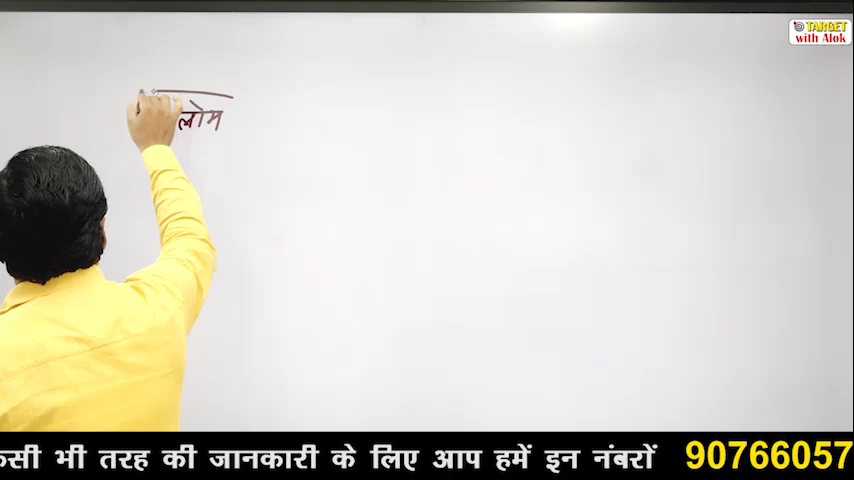 TARGET
with Alok
लोम
भी तरह की जानकारी के लिए आप हमें इन नंबरों
90766057